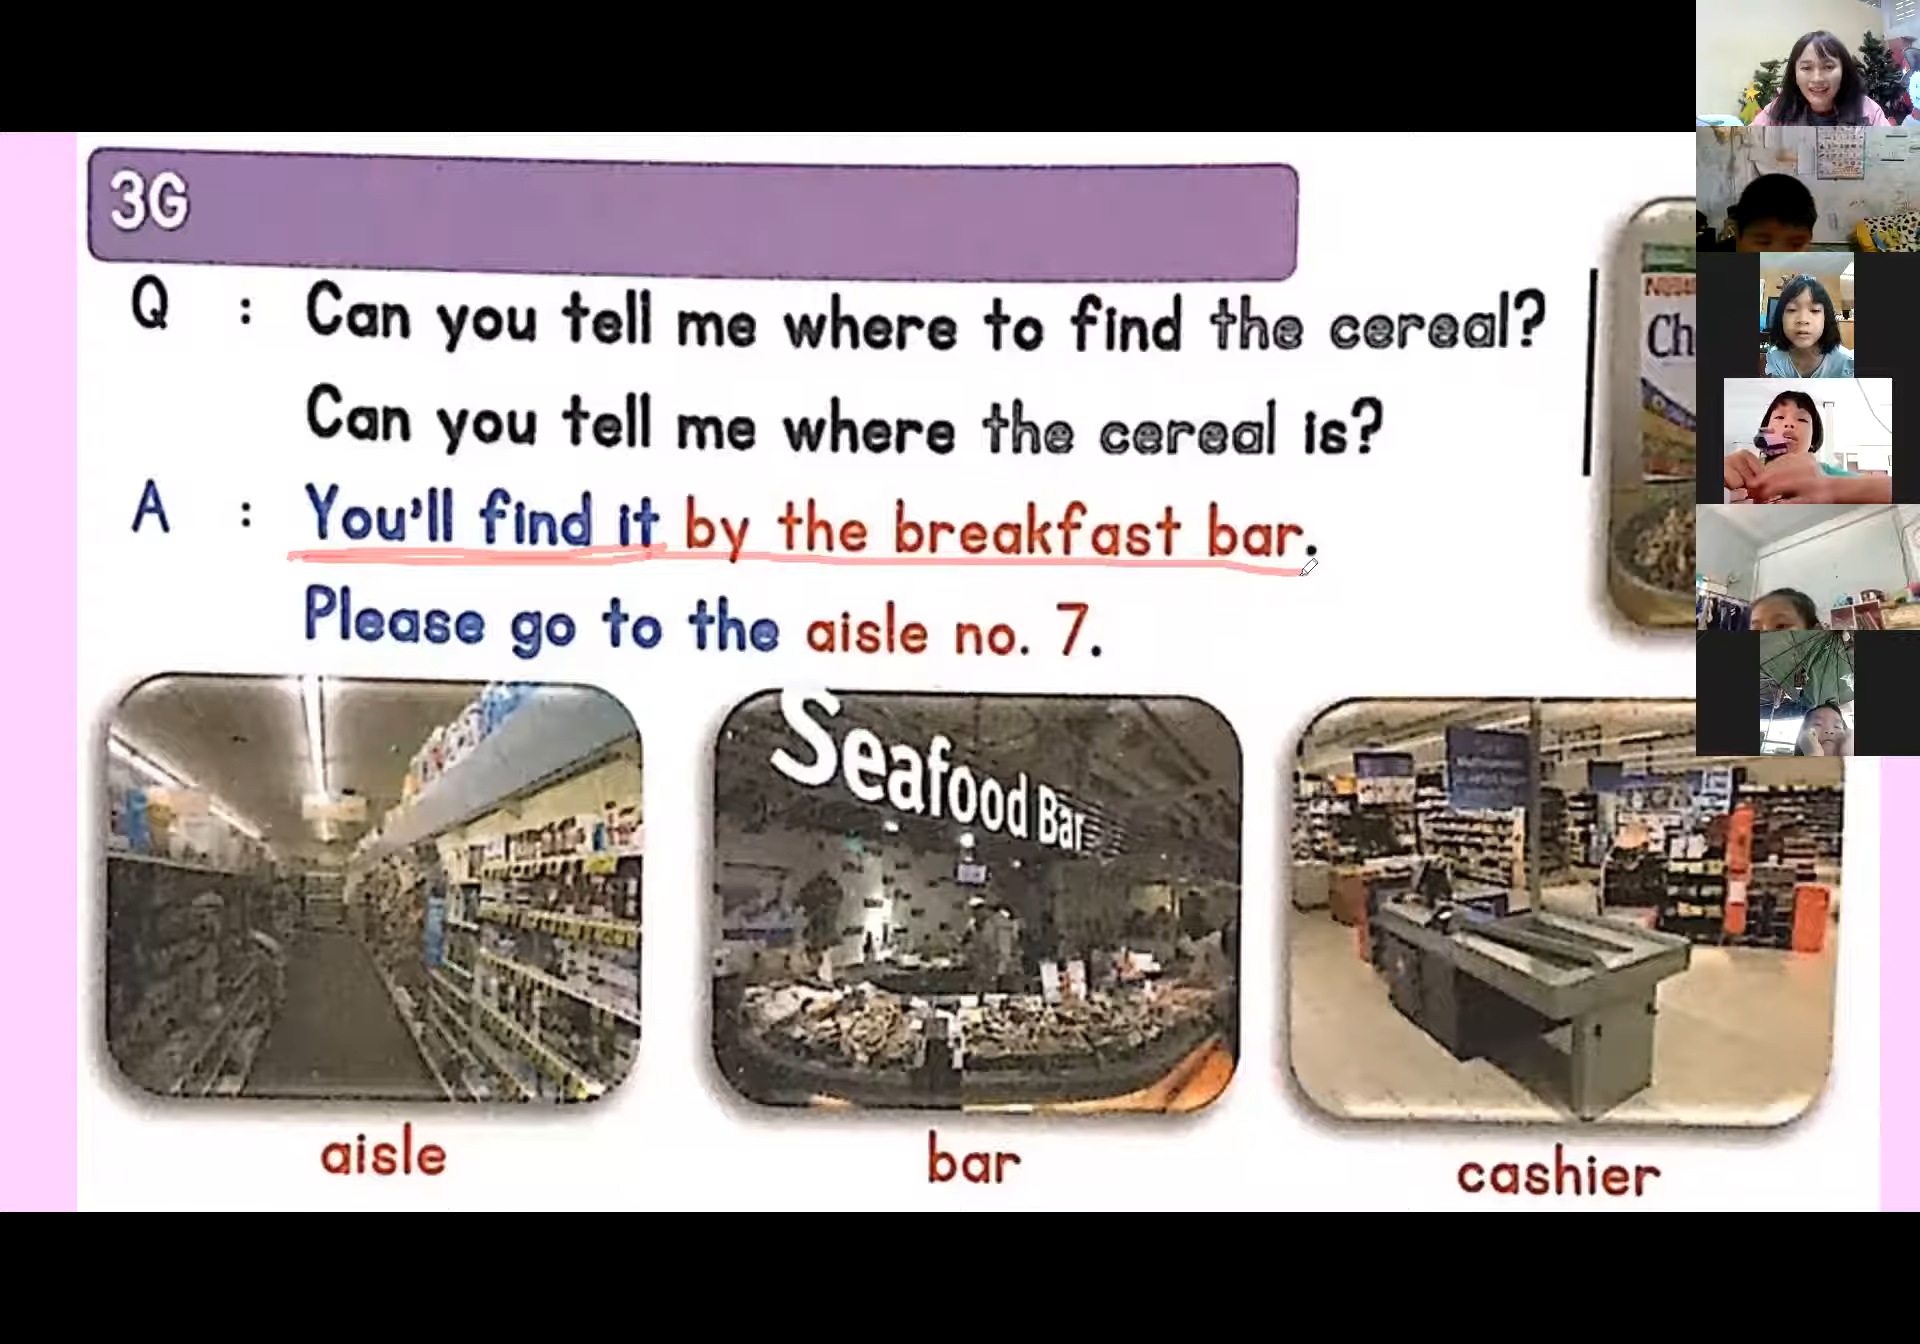 3G
Q : Can you tell me where to find the cereal?
Can you tell me where the cereal is?
A : You'll find it by the breakfast bar.
Please go to the aisle no. 7.
Ch
Seafood Bar
aisle
bar
cashier